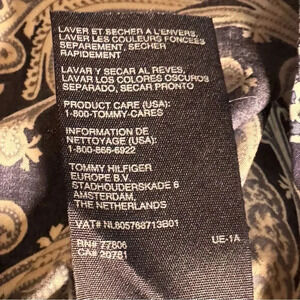 LAVER ET SECHER A L'ENVERS,
LAVER LES COULEURS FONCEES
SEPAREMENT, SECHER
RAPIDEMENT
LAVAR Y SECAR AL REVES,
LAVAR LOS COLORES OSCUROS
SEPARADO, SECAR PRONTO
PRODUCT CARE (USA):
1-800-TOMMY-CARES
INFORMATION DE
NETTOYAGE (USA):
1-800-866-6922
TOMMY HILFIGER
EUROPE B.V.
STADHOUDERSKADE 6
AMSTERDAM,
THE NETHERLANDS
VAT# NL805768713B01
RN# 77806 UE-1A
CA# 20781